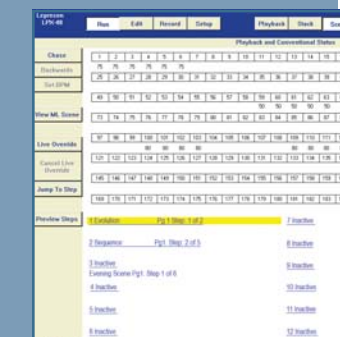 Leprecon
LPX-48
Run Edit Record Setup Playback Stack
Playback and Conventional Status
Chase
1 2 3 4 5 6 7 8 9 10 11 12 13 14 15
Backwards
75 75 75 75 75 75
25 26 27 28 29 30 31 32 33 34 35 36 37 38 39
Set BPM
49 50 51 52 53 54 55 56 57 58 59 60 61 62 63
50 50 50 50 50
View ML Scene
73 74 75 76 77 78 79 80 81 82 83 84 85 86 87
97 98 99 100 101 102 103 104 105 106 107 108 109 110 111
Live Override
80 80 80 80 80 80
121 122 123 124 125 126 127 128 129 130 131 132 133 134 135
Cancel Live
Override
145 146 147 148 149 150 151 152 153 154 155 156 157 158 159
Jump To Step
169 170 171 172 173 174 175 176 177 178 179 180 181 182 183
Preview Steps
1 Evolution Pg 1 Step: 1 of 2
7 Inactive
2 Sequence Pg1 Step: 2 of 5
8 Inactive
3 Inactive
Evening Scene Pg1 Step 1 of 6
9 Inactive
4 Inactive
10 Inactive
5 Inactive
11 Inactive
6 Inactive
12 Inactive